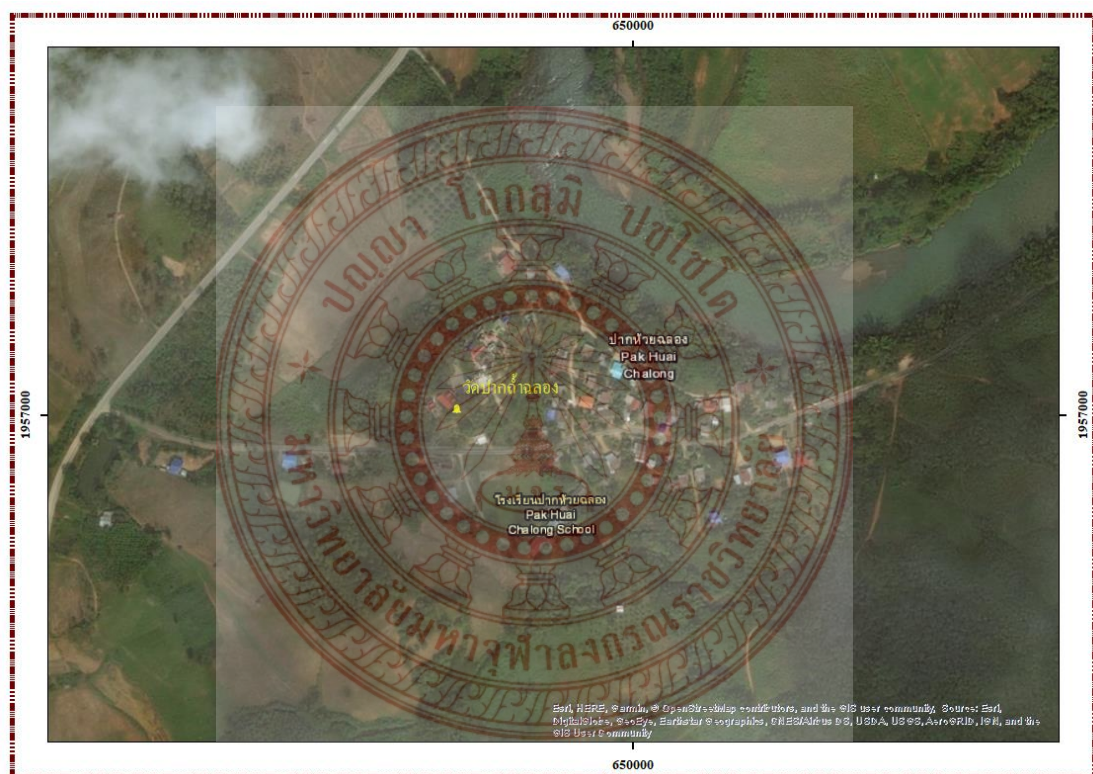 650000
ปญฺญา โลกสฺมิ ปชฺโชโต
ปากห้วยฉลอง
Pak Huai
Chalong
วัดปากถ้ำฉลอง
1957000
1957000
โรงเรียนปากห้วยฉลอง
Pak Huai
Chalong School
มหาวิทยาลัยมหาจุฬาลงกรณราชวิทยาลัย
Esri, HERE, Garmin, © OpenStreetMap contributors, and the GIS user community, Source: Esri,
DigitalGlobe, GeoEye, Earthstar Geographics, CNES/Airbus DS, USDA, USGS, AeroGRID, IGN, and the
GIS User Community
650000